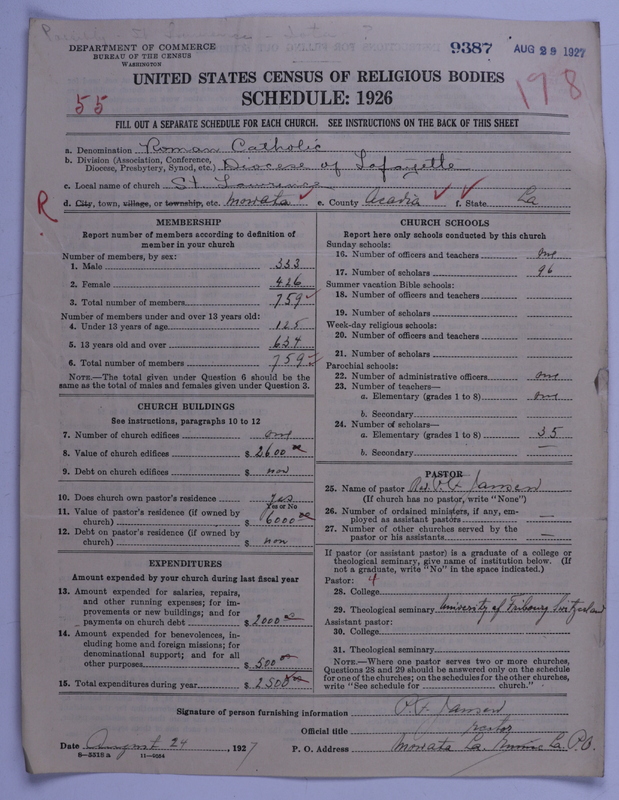 DEPARTMENT OF COMMERCE
BUREAU OF THE CENSUS
WASHINGTON
9387 AUG 29 1927
UNITED STATES CENSUS OF RELIGIOUS BODIES
SCHEDULE: 1926
55
198
FILL OUT A SEPARATE SCHEDULE FOR EACH CHURCH. SEE INSTRUCTIONS ON THE BACK OF THIS SHEET
a. Denomination Roman Catholic
b. Division (Association, Conference,
Diocese, Presbytery, Synod, etc.) Diocese of Lafayette
c. Local name of church St. Lawrence
R
d. City, town, village, or township, etc. Mowata e. County Acadia f. State La
MEMBERSHIP
Report number of members according to definition of
member in your church
Number of members, by sex:
1. Male 333
2. Female 426
3. Total number of members 759
Number of members under and over 13 years old:
4. Under 13 years of age 125
5. 13 years old and over 634
6. Total number of members 759
NOTE.—The total given under Question 6 should be the
same as the total of males and females given under Question 3.
CHURCH BUILDINGS
See instructions, paragraphs 10 to 12
7. Number of church edifices one
8. Value of church edifices $ 2600 00
9. Debt on church edifices $ non
10. Does church own pastor's residence yes
Yes or No
11. Value of pastor's residence (if owned by
church) $ 6000 00
12. Debt on pastor's residence (if owned by
church) $ non
EXPENDITURES
Amount expended by your church during last fiscal year
13. Amount expended for salaries, repairs,
and other running expenses; for im-
provements or new buildings; and for
payments on church debt $ 2000 00
14. Amount expended for benevolences, in-
cluding home and foreign missions; for
denominational support; and for all
other purposes $ 500 00
15. Total expenditures during year $ 2500 00
CHURCH SCHOOLS
Report here only schools conducted by this church
Sunday schools:
16. Number of officers and teachers one
17. Number of scholars 96
Summer vacation Bible schools:
18. Number of officers and teachers
19. Number of scholars
Week-day religious schools:
20. Number of officers and teachers
21. Number of scholars
Parochial schools:
22. Number of administrative officers one
23. Number of teachers—
a. Elementary (grades 1 to 8) one
b. Secondary
24. Number of scholars—
a. Elementary (grades 1 to 8) 35
b. Secondary —
PASTOR
25. Name of pastor Rev. Jansen
(If church has no pastor, write "None")
26. Number of ordained ministers, if any, em-
ployed as assistant pastors —
27. Number of other churches served by the
pastor or his assistants —
If pastor (or assistant pastor) is a graduate of a college or
theological seminary, give name of institution below. (If
not a graduate, write "No" in the space indicated.)
Pastor: 4
28. College
29. Theological seminary University of Fribourg Switzerland
Assistant pastor:
30. College
31. Theological seminary
NOTE.—Where one pastor serves two or more churches,
Questions 28 and 29 should be answered only on the schedule
for one of the churches; on the schedules for the other churches,
write "See schedule for church."
Signature of person furnishing information Jansen
Official title pastor
Date August 24, 1927 P. O. Address Mowata La. La P.O.
8—5519 a 11—9554